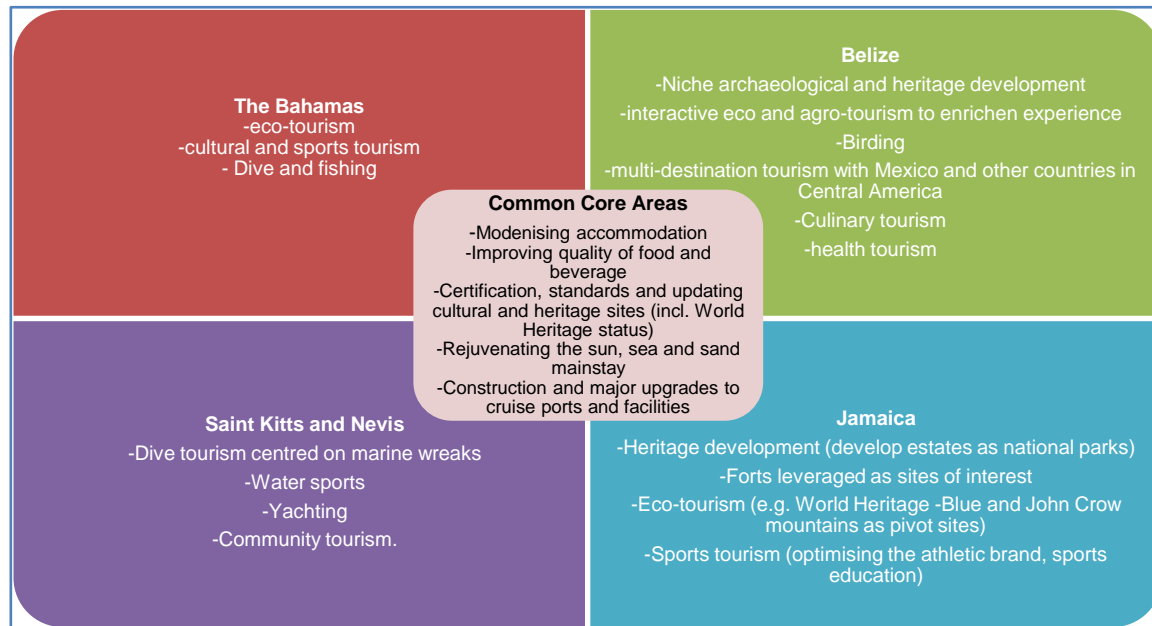 The Bahamas
-eco-tourism
-cultural and sports tourism
- Dive and fishing
Belize
-Niche archaeological and heritage development
-interactive eco and agro-tourism to enrichen experience
-Birding
-multi-destination tourism with Mexico and other countries in
Central America
-Culinary tourism
-health tourism
Common Core Areas
-Modenising accommodation
-Improving quality of food and
beverage
-Certification, standards and updating
cultural and heritage sites (incl. World
Heritage status)
-Rejuvenating the sun, sea and sand
mainstay
-Construction and major upgrades to
cruise ports and facilities
Saint Kitts and Nevis
-Dive tourism centred on marine wreaks
-Water sports
-Yachting
-Community tourism.
Jamaica
-Heritage development (develop estates as national parks)
-Forts leveraged as sites of interest
-Eco-tourism (e.g. World Heritage -Blue and John Crow
mountains as pivot sites)
-Sports tourism (optimising the athletic brand, sports
education)